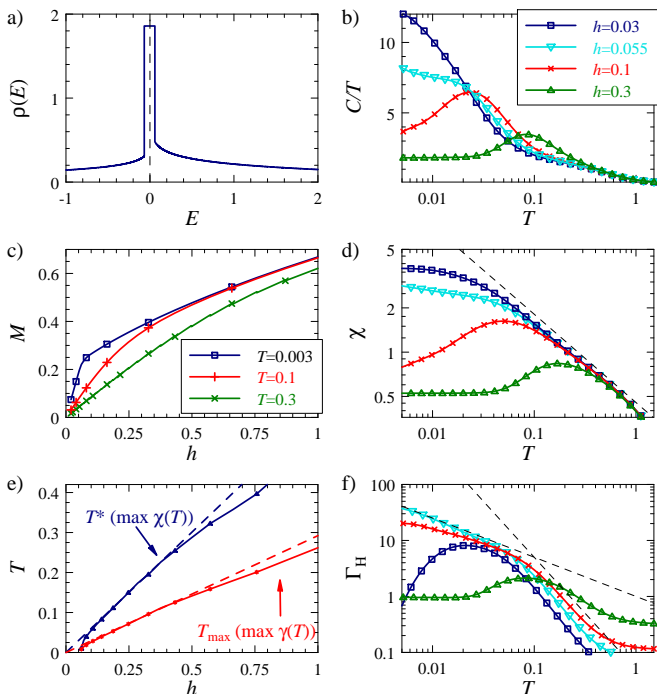 a)
ρ(E)
2
1
0
-1
0
1
2
E
b)
C/T
10
5
0
0.01
0.1
1
T
h=0.03
h=0.055
h=0.1
h=0.3
c)
M
0.6
0.4
0.2
0
0
0.25
0.5
0.75
1
h
T=0.003
T=0.1
T=0.3
d)
χ
5
2
1
0.5
0.01
0.1
1
T
e)
T
0.4
0.3
0.2
0.1
0
0
0.25
0.5
0.75
1
h
T* (max χ(T))
Tmax (max γ(T))
f)
ΓH
100
10
1
0.1
0.01
0.1
1
T